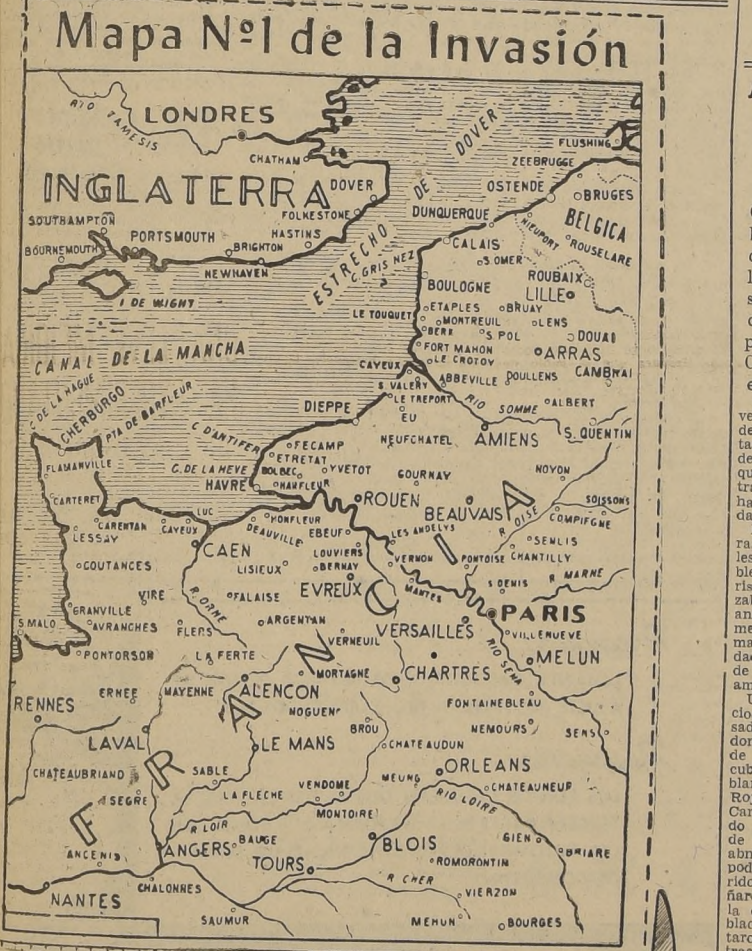 Mapa Nº1 de la Invasión
RIO TAMESIS
LONDRES
CHATHAM
INGLATERRA
DOVER
FOLKESTONE
SOUTHAMPTON
PORTSMOUTH
HASTINS
BRIGHTON
BOURNEMOUTH
NEWHAVEN
I DE WIGHT
ESTRECHO DE DOVER
C. GRIS NEZ
FLUSHING
ZEEBRUGGE
OSTENDE
BRUGES
DUNQUERQUE
BELGICA
NIEUPORT
ROUSELARE
CALAIS
S. OMER
ROUBAIX
BOULOGNE
LILLE
LE TOUQUET
ETAPLES
BRUAY
MONTREUIL
LENS
BERK
S POL
DOUAI
FORT MAHON
ARRAS
LE CROTOY
CAYEUX
CAMBRAI
S VALERY
ABBEVILLE
DOULLENS
CANAL DE LA MANCHA
LE TREPORT
RIO SOMME
ALBERT
C DE LA HAGUE
CHERBURGO
PTA DE BARFLEUR
DIEPPE
EU
C D'ANTIFER
NEUFCHATEL
AMIENS
S. QUENTIN
FLAMANVILLE
FECAMP
ETRETAT
C. DE LA HEVE
BOLBEC
YVETOT
GOURNAY
NOYON
HAVRE
HANFLEUR
CARTERET
ROUEN
BEAUVAIS
SOISSONS
LUC
HONFLEUR
R. OISE
COMPIEGNE
CARENTAN
CAYEUX
DEAUVILLE
EBEUF
LES ANDELYS
LESSAY
CAEN
LOUVIERS
SENLIS
COUTANCES
LISIEUX
BERNAY
VERNON
PONTOISE
CHANTILLY
VIRE
R. ORNE
FALAISE
EVREUX
MANTES
S DENIS
R MARNE
GRANVILLE
PARIS
S. MALO
AVRANCHES
FLERS
ARGENTAN
VERSAILLES
VILLENUEVE
VERNEUIL
RIO SENA
PONTORSON
LA FERTE
MELUN
MORTAGNE
CHARTRES
ERNEE
MAYENNE
ALENCON
RENNES
NOGUENT
FONTAINEBLEAU
BROU
NEMOURS
SENS
LAVAL
LE MANS
CHATEAUDUN
CHATEAUBRIAND
SABLE
MEUNG
ORLEANS
VENDOME
CHATEAUNEUF
SEGRE
LA FLECHE
RIO LOIRE
MONTOIRE
R LOIR
BAUGE
BLOIS
GIEN
ANGERS
BRIARE
ANCENIS
TOURS
ROMORONTIN
R CHER
CHALONNES
VIERZON
NANTES
SAUMUR
MEHUN
BOURGES
FRANCIA